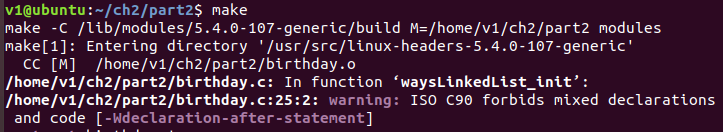 v1@ubuntu:~/ch2/part2$ make
make -C /lib/modules/5.4.0-107-generic/build M=/home/v1/ch2/part2 modules
make[1]: Entering directory '/usr/src/linux-headers-5.4.0-107-generic'
  CC [M]  /home/v1/ch2/part2/birthday.o
/home/v1/ch2/part2/birthday.c: In function ‘waysLinkedList_init’:
/home/v1/ch2/part2/birthday.c:25:2: warning: ISO C90 forbids mixed declarations
 and code [-Wdeclaration-after-statement]